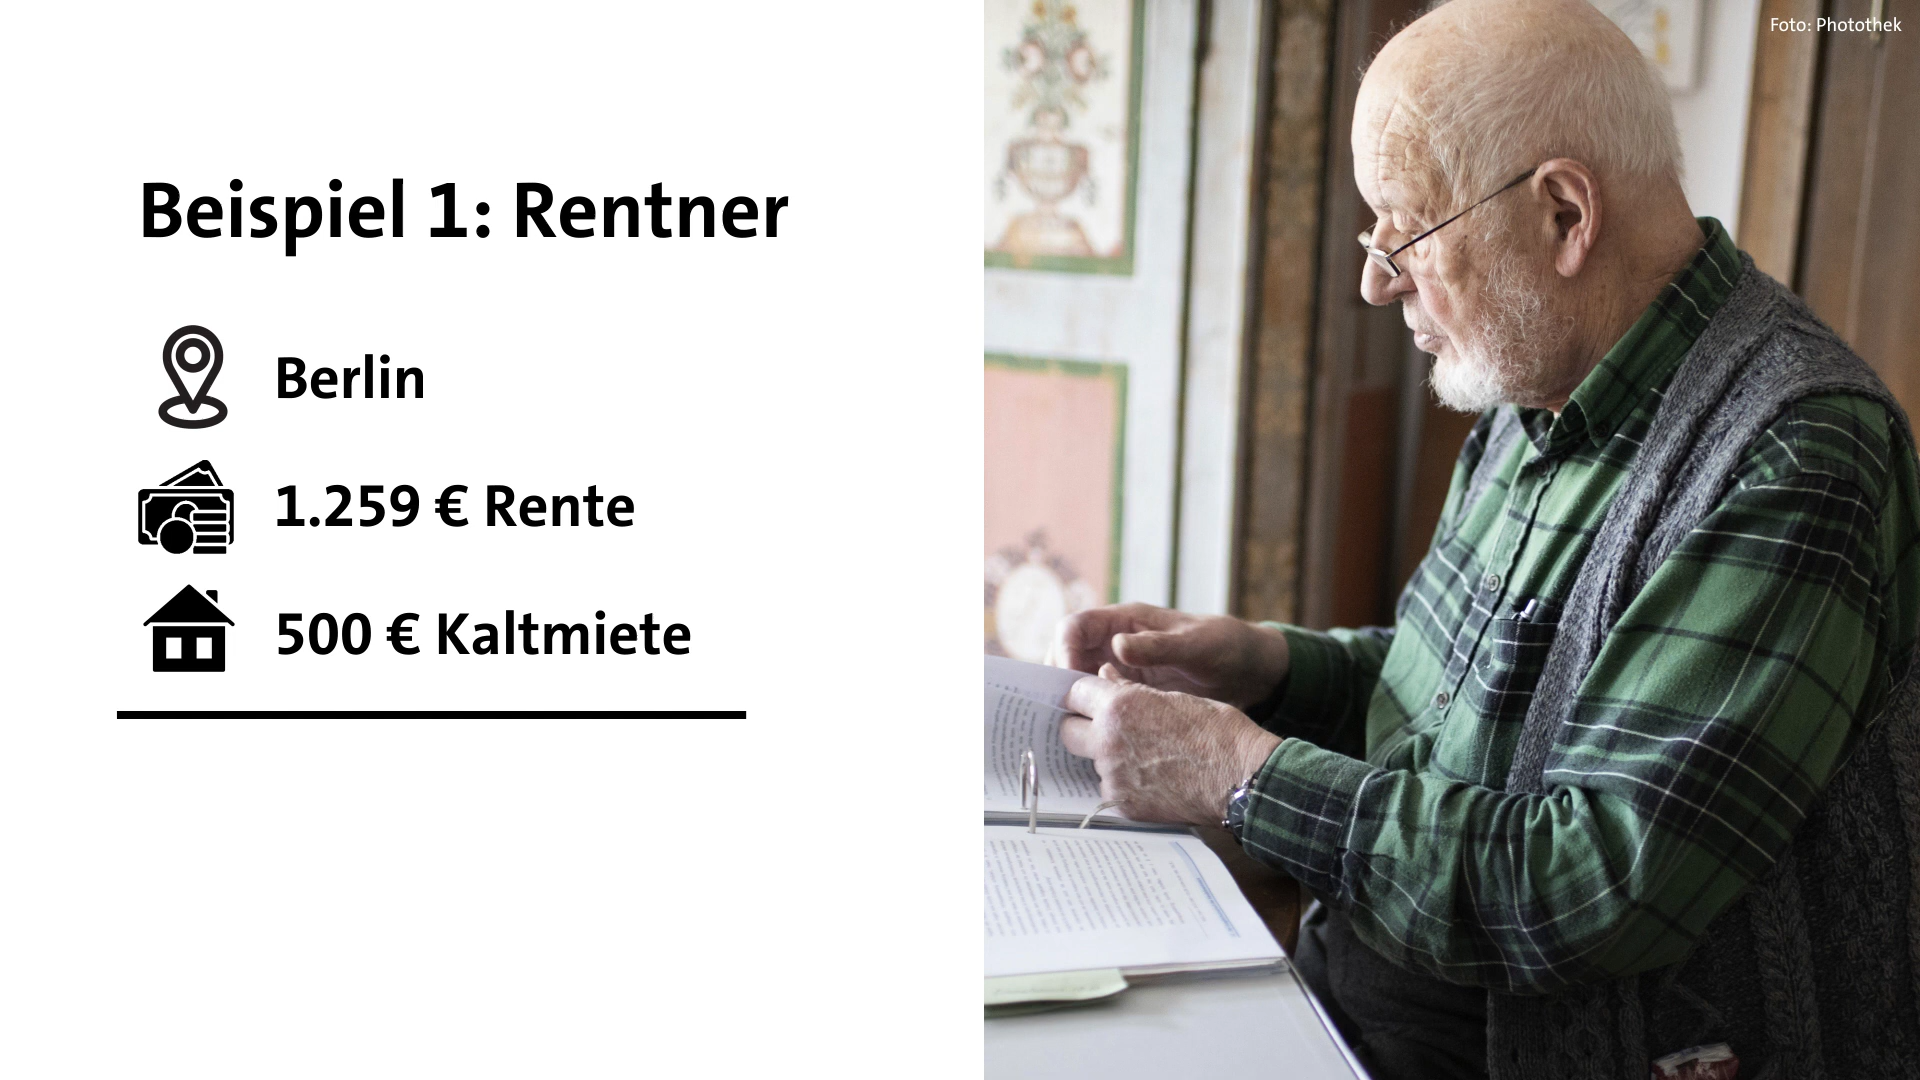 Foto: Photothek
Beispiel 1: Rentner
Berlin
1.259 € Rente
500 € Kaltmiete